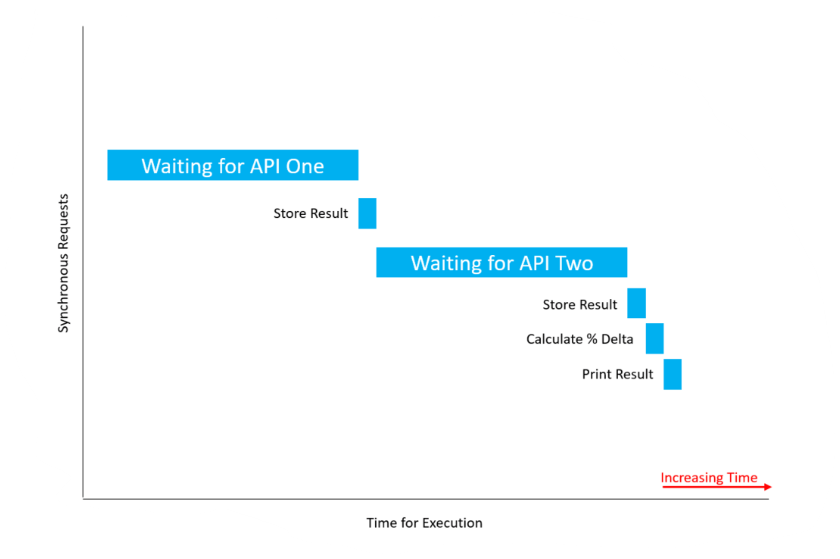 Waiting for API One
Store Result
Waiting for API Two
Store Result
Calculate % Delta
Print Result
Synchronous Requests
Increasing Time
Time for Execution